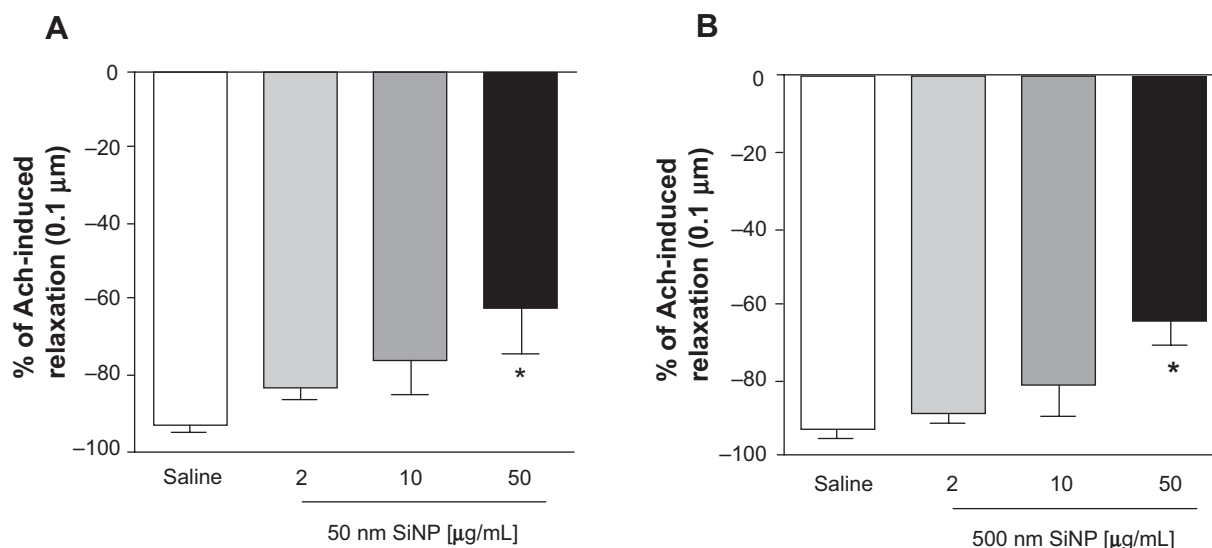 A
% of Ach-induced
relaxation (0.1 μm)
0
–20
–40
–60
–80
–100
*
Saline
2
10
50
50 nm SiNP [μg/mL]
B
% of Ach-induced
relaxation (0.1 μm)
0
–20
–40
–60
–80
–100
*
Saline
2
10
50
500 nm SiNP [μg/mL]